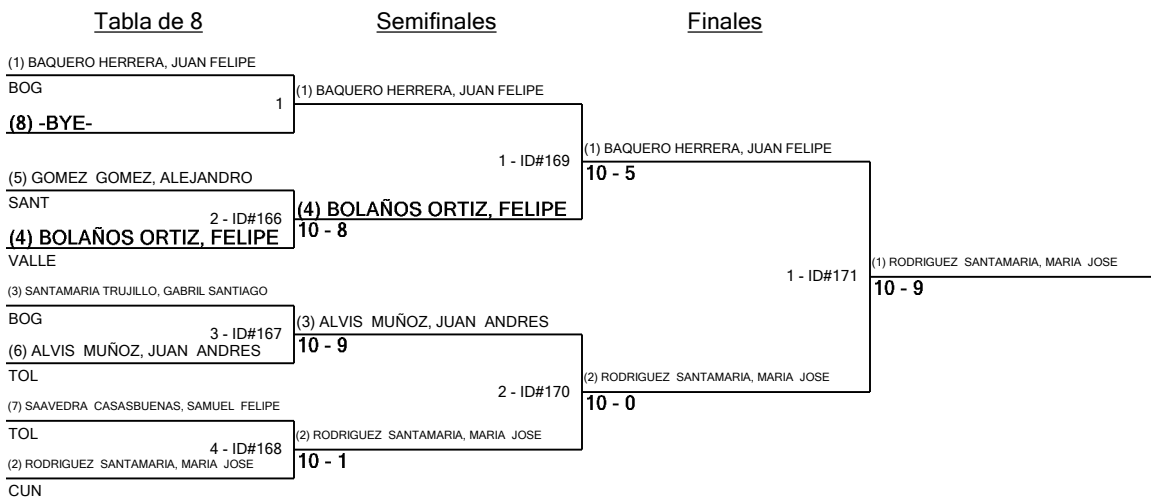 Tabla de 8
Semifinales
Finales
(1) BAQUERO HERRERA, JUAN FELIPE
BOG
1
(8) -BYE-
(5) GOMEZ GOMEZ, ALEJANDRO
SANT
2 - ID#166
(4) BOLAÑOS ORTIZ, FELIPE
VALLE
(3) SANTAMARIA TRUJILLO, GABRIL SANTIAGO
BOG
3 - ID#167
(6) ALVIS MUÑOZ, JUAN ANDRES
TOL
(7) SAAVEDRA CASASBUENAS, SAMUEL FELIPE
TOL
4 - ID#168
(2) RODRIGUEZ SANTAMARIA, MARIA JOSE
CUN
(1) BAQUERO HERRERA, JUAN FELIPE
1 - ID#169
(4) BOLAÑOS ORTIZ, FELIPE
10 - 8
(3) ALVIS MUÑOZ, JUAN ANDRES
10 - 9
2 - ID#170
(2) RODRIGUEZ SANTAMARIA, MARIA JOSE
10 - 1
(1) BAQUERO HERRERA, JUAN FELIPE
10 - 5
1 - ID#171
(2) RODRIGUEZ SANTAMARIA, MARIA JOSE
10 - 0
(1) RODRIGUEZ SANTAMARIA, MARIA JOSE
10 - 9